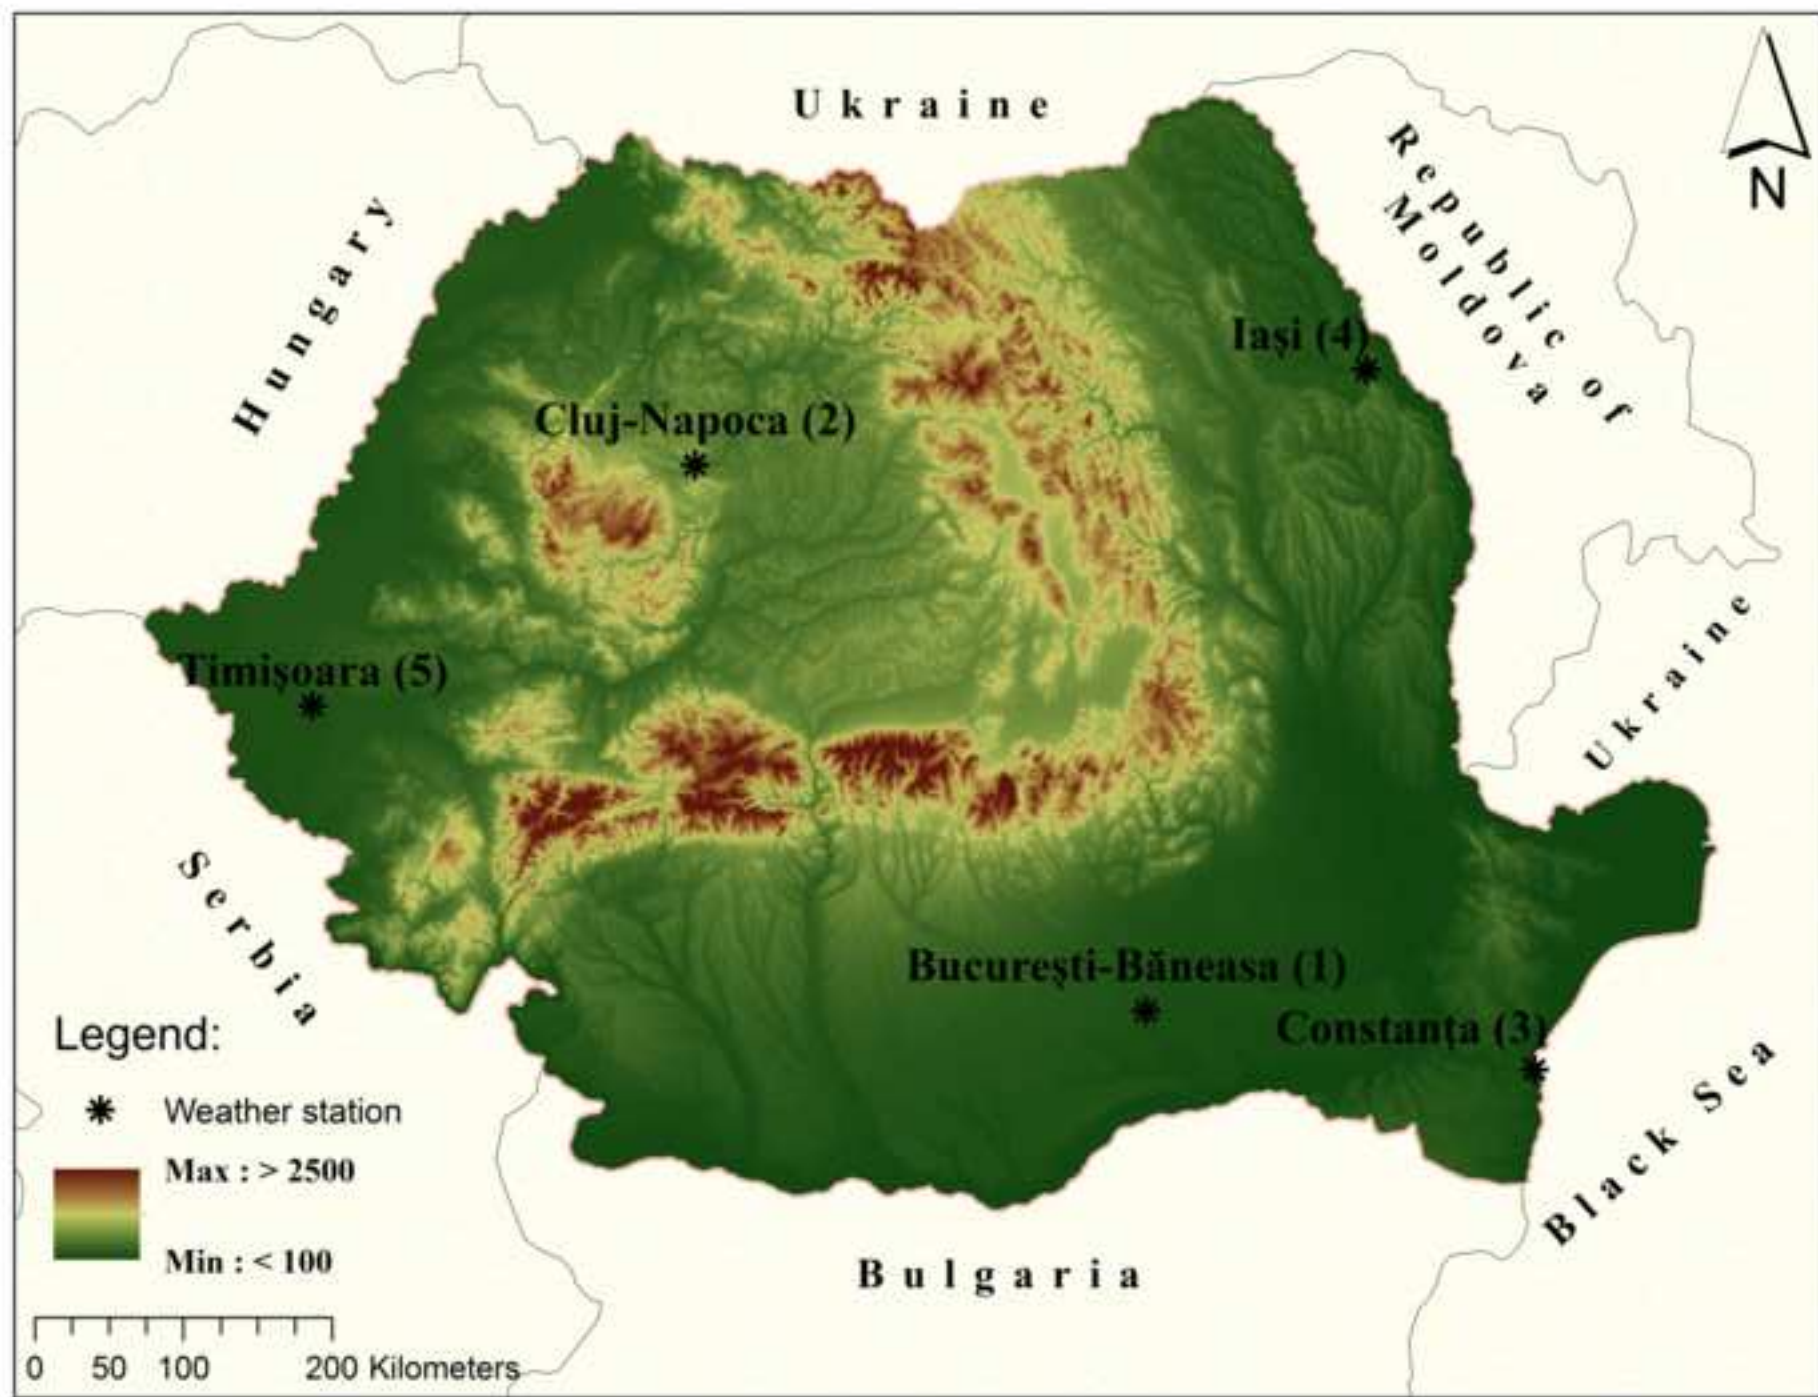 Ukraine
Republic of
Moldova
N
Hungary
Iași (4)
Cluj-Napoca (2)
Timișoara (5)
Ukraine
Serbia
București-Băneasa (1)
Constanța (3)
Black Sea
Bulgaria
Legend:
Weather station
Max : > 2500
Min : < 100
0 50 100 200 Kilometers